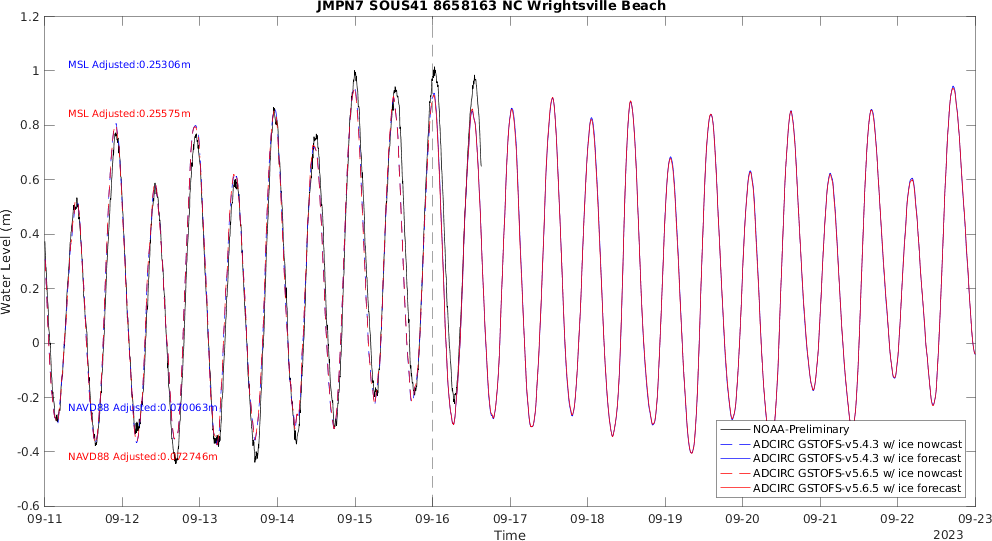 JMPN7 SOUS41 8658163 NC Wrightsville Beach
1.2
1
0.8
0.6
0.4
0.2
0
-0.2
-0.4
-0.6
Water Level (m)
MSL Adjusted:0.25306m
MSL Adjusted:0.25575m
NAVD88 Adjusted:0.070063m
NAVD88 Adjusted:0.072746m
NOAA-Preliminary
ADCIRC GSTOFS-v5.4.3 w/ ice nowcast
ADCIRC GSTOFS-v5.4.3 w/ ice forecast
ADCIRC GSTOFS-v5.6.5 w/ ice nowcast
ADCIRC GSTOFS-v5.6.5 w/ ice forecast
09-11 09-12 09-13 09-14 09-15 09-16 09-17 09-18 09-19 09-20 09-21 09-22 09-23
Time
2023